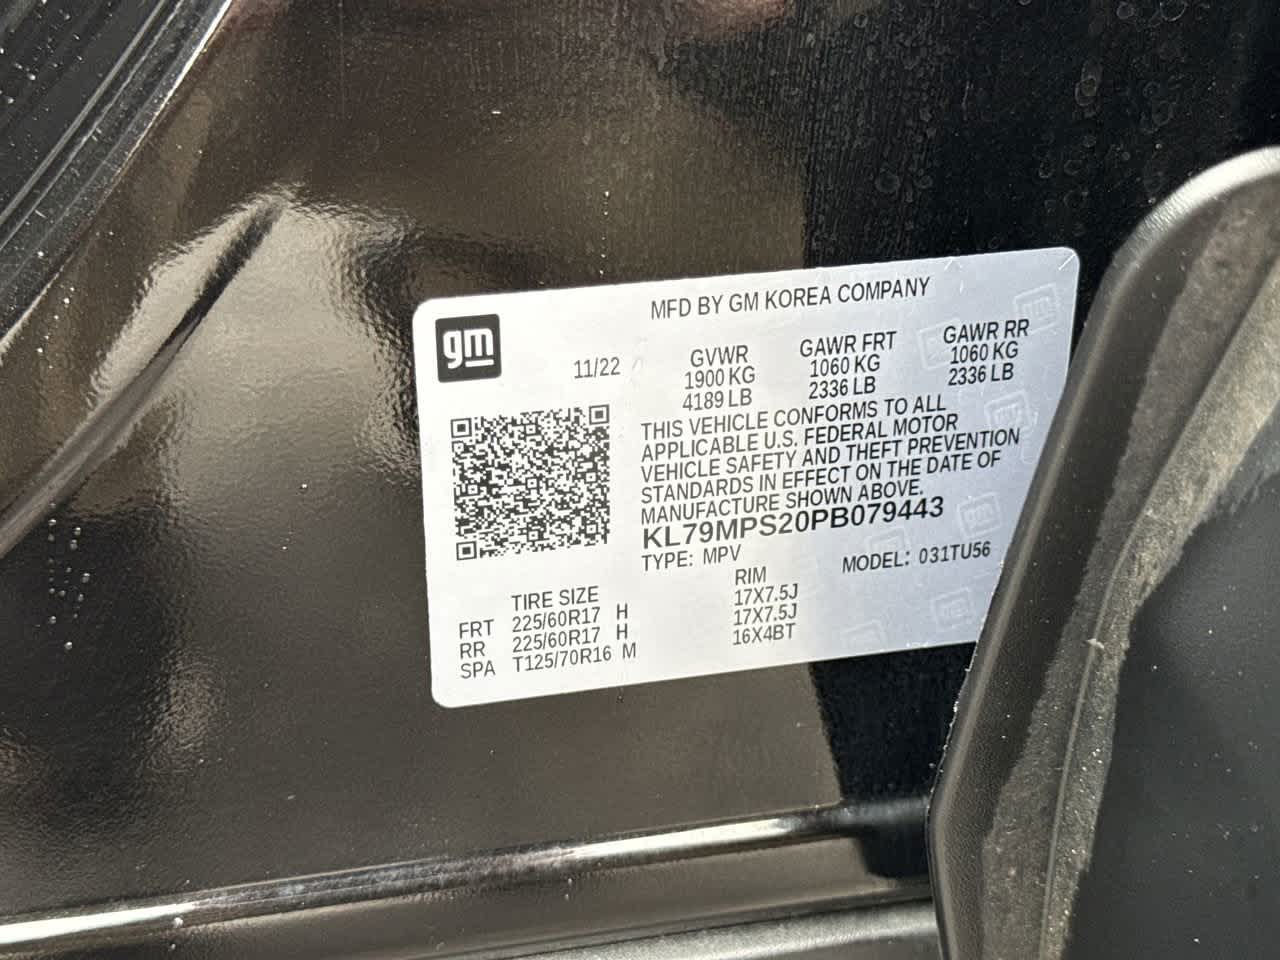 MFD BY GM KOREA COMPANY
gm
11/22
GVWR GAWR FRT GAWR RR
1900 KG 1060 KG 1060 KG
4189 LB 2336 LB 2336 LB
THIS VEHICLE CONFORMS TO ALL
APPLICABLE U.S. FEDERAL MOTOR
VEHICLE SAFETY AND THEFT PREVENTION
STANDARDS IN EFFECT ON THE DATE OF
MANUFACTURE SHOWN ABOVE.
KL79MPS20PB079443
TYPE: MPV MODEL: 031TU56
TIRE SIZE RIM
FRT 225/60R17 H 17X7.5J
RR 225/60R17 H 17X7.5J
SPA T125/70R16 M 16X4BT